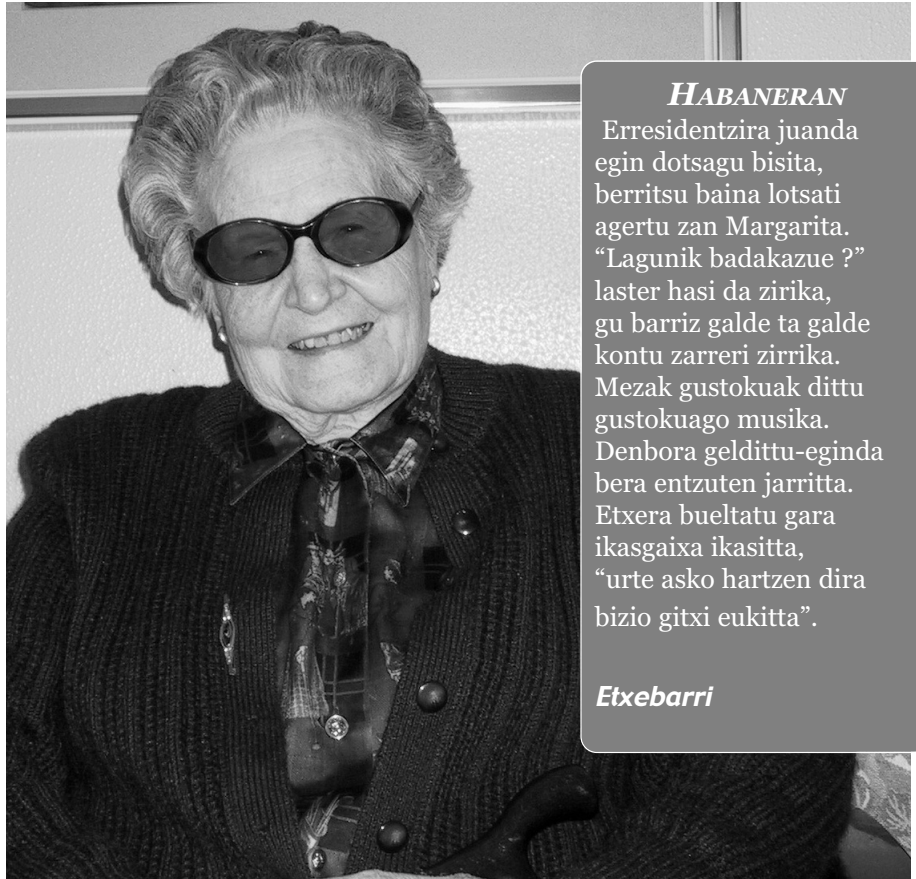 HABANERAN
Erresidentzira juanda
egin dotsagu bisita,
berritsu baina lotsati
agertu zan Margarita.
“Lagunik badakazue ?”
laster hasi da zirika,
gu barriz galde ta galde
kontu zarreri zirrika.
Mezak gustokuak dittu
gustokuago musika.
Denbora geldittu-eginda
bera entzuten jarritta.
Etxera bueltatu gara
ikasgaixa ikasitta,
“urte asko hartzen dira
bizio gitxi eukitta”.
Etxebarri